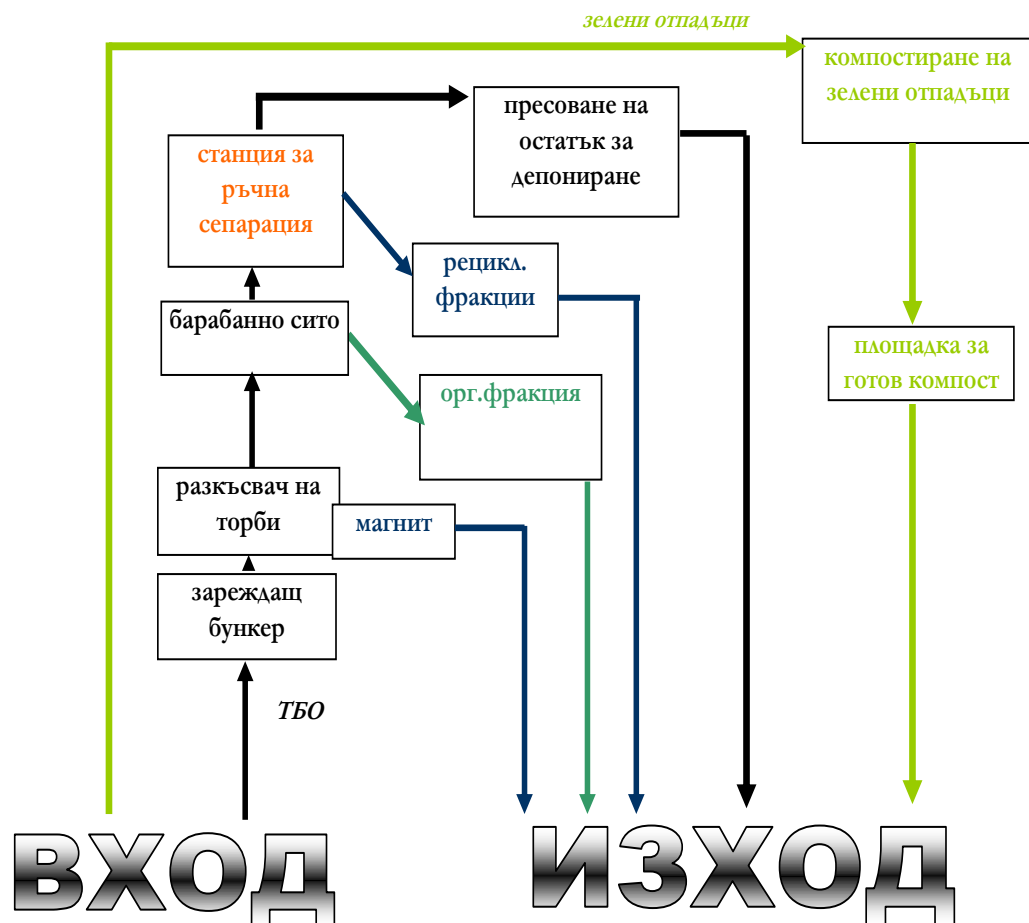 зелени отпадъци
компостиране на
зелени отпадъци
пресоване на
остатък за
депониране
станция за
ръчна
сепарация
рецикл.
фракции
барабанно сито
площадка за
готов компост
орг.фракция
разкъсвач на
торби
магнит
зареждащ
бункер
ТБО
ВХОД
ИЗХОД